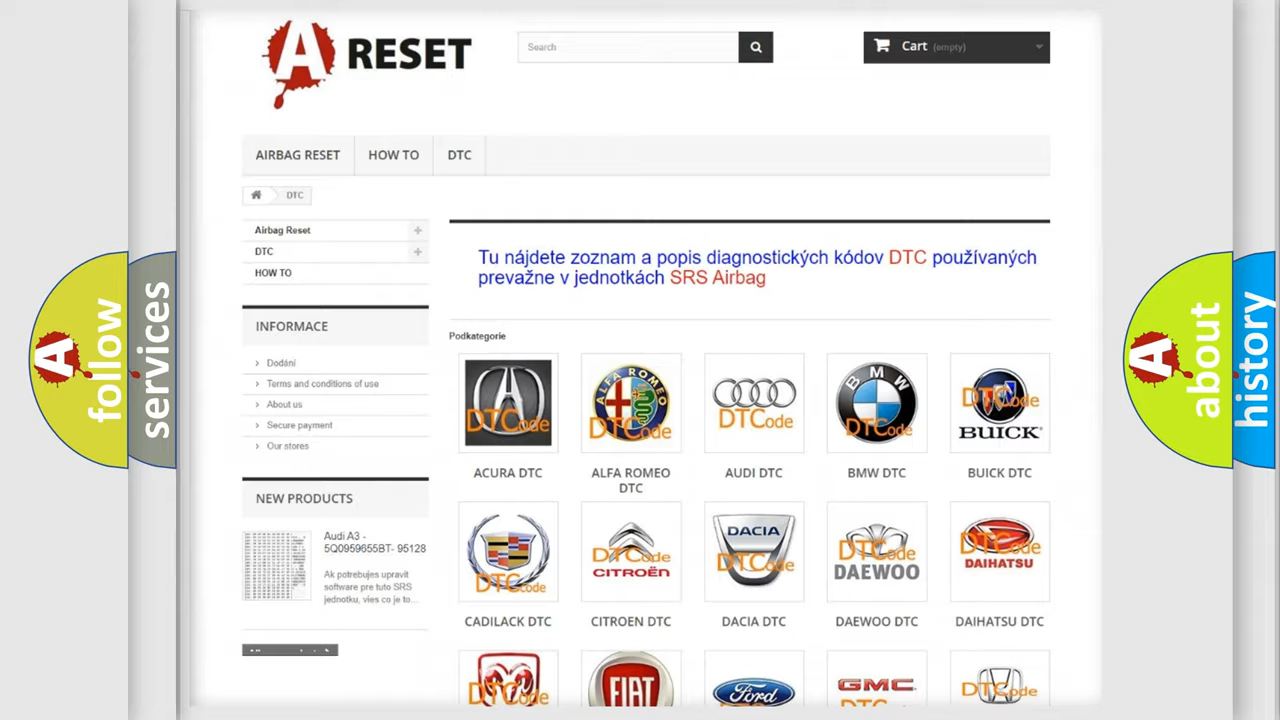 A RESET
Search
Cart (empty)
AIRBAG RESET
HOW TO
DTC
DTC
Airbag Reset
DTC
HOW TO
INFORMACE
Dodání
Terms and conditions of use
About us
Secure payment
Our stores
NEW PRODUCTS
Audi A3 -
5Q0959655BT- 95128
Ak potrebujes upravit
software pre tuto SRS
jednotku, vies co je to...
Tu nájdete zoznam a popis diagnostických kódov DTC používaných
prevažne v jednotkách SRS Airbag
Podkategorie
DTCode
ALFA ROMEO
DTCode
DTCode
BMW
DTCode
DTCode
BUICK
ACURA DTC
ALFA ROMEO
DTC
AUDI DTC
BMW DTC
BUICK DTC
DTCode
DTCode
CITROËN
DACIA
DTCode
DTCode
DAEWOO
DTCode
DAIHATSU
CADILACK DTC
CITROEN DTC
DACIA DTC
DAEWOO DTC
DAIHATSU DTC
DTCode
FIAT
Ford
GMC
DTCode
A follow
services
A about
history